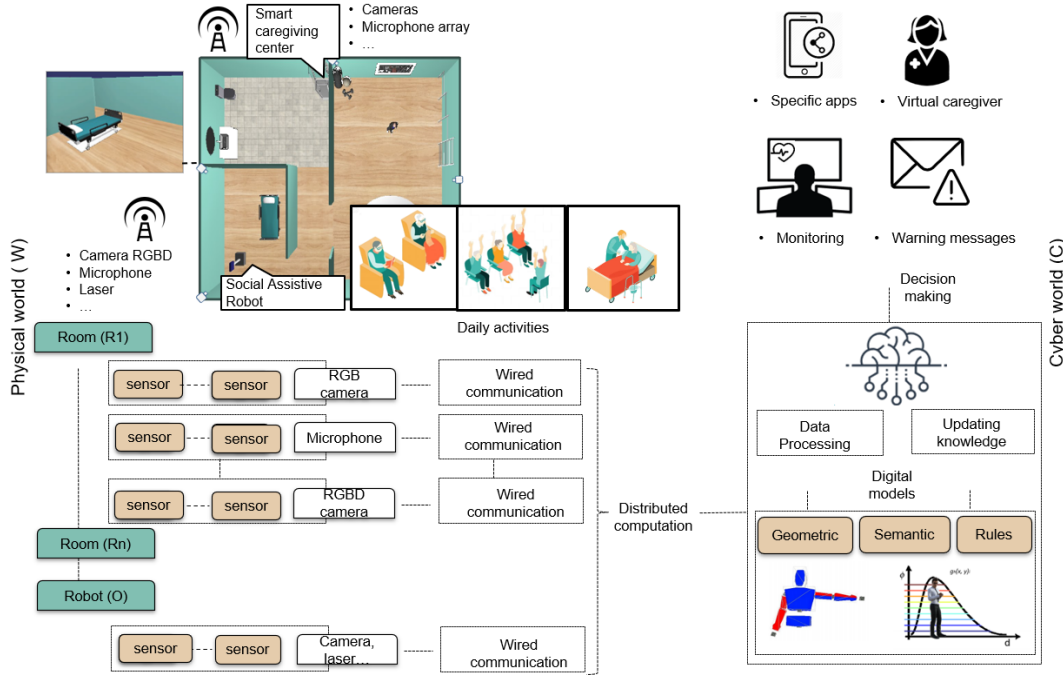 Smart
caregiving
center
• Cameras
• Microphone array
• …
• Specific apps
• Virtual caregiver
• Camera RGBD
• Microphone
• Laser
• …
Social Assistive
Robot
Daily activities
• Monitoring
• Warning messages
Physical world ( W)
Cyber world (C)
Decision
making
Room (R1)
sensor
sensor
RGB
camera
Wired
communication
sensor
sensor
Microphone
Wired
communication
sensor
sensor
RGBD
camera
Wired
communication
Room (Rn)
Robot (O)
sensor
sensor
Camera,
laser…
Wired
communication
Distributed
computation
Data
Processing
Updating
knowledge
Digital
models
Geometric
Semantic
Rules
ϕ
d